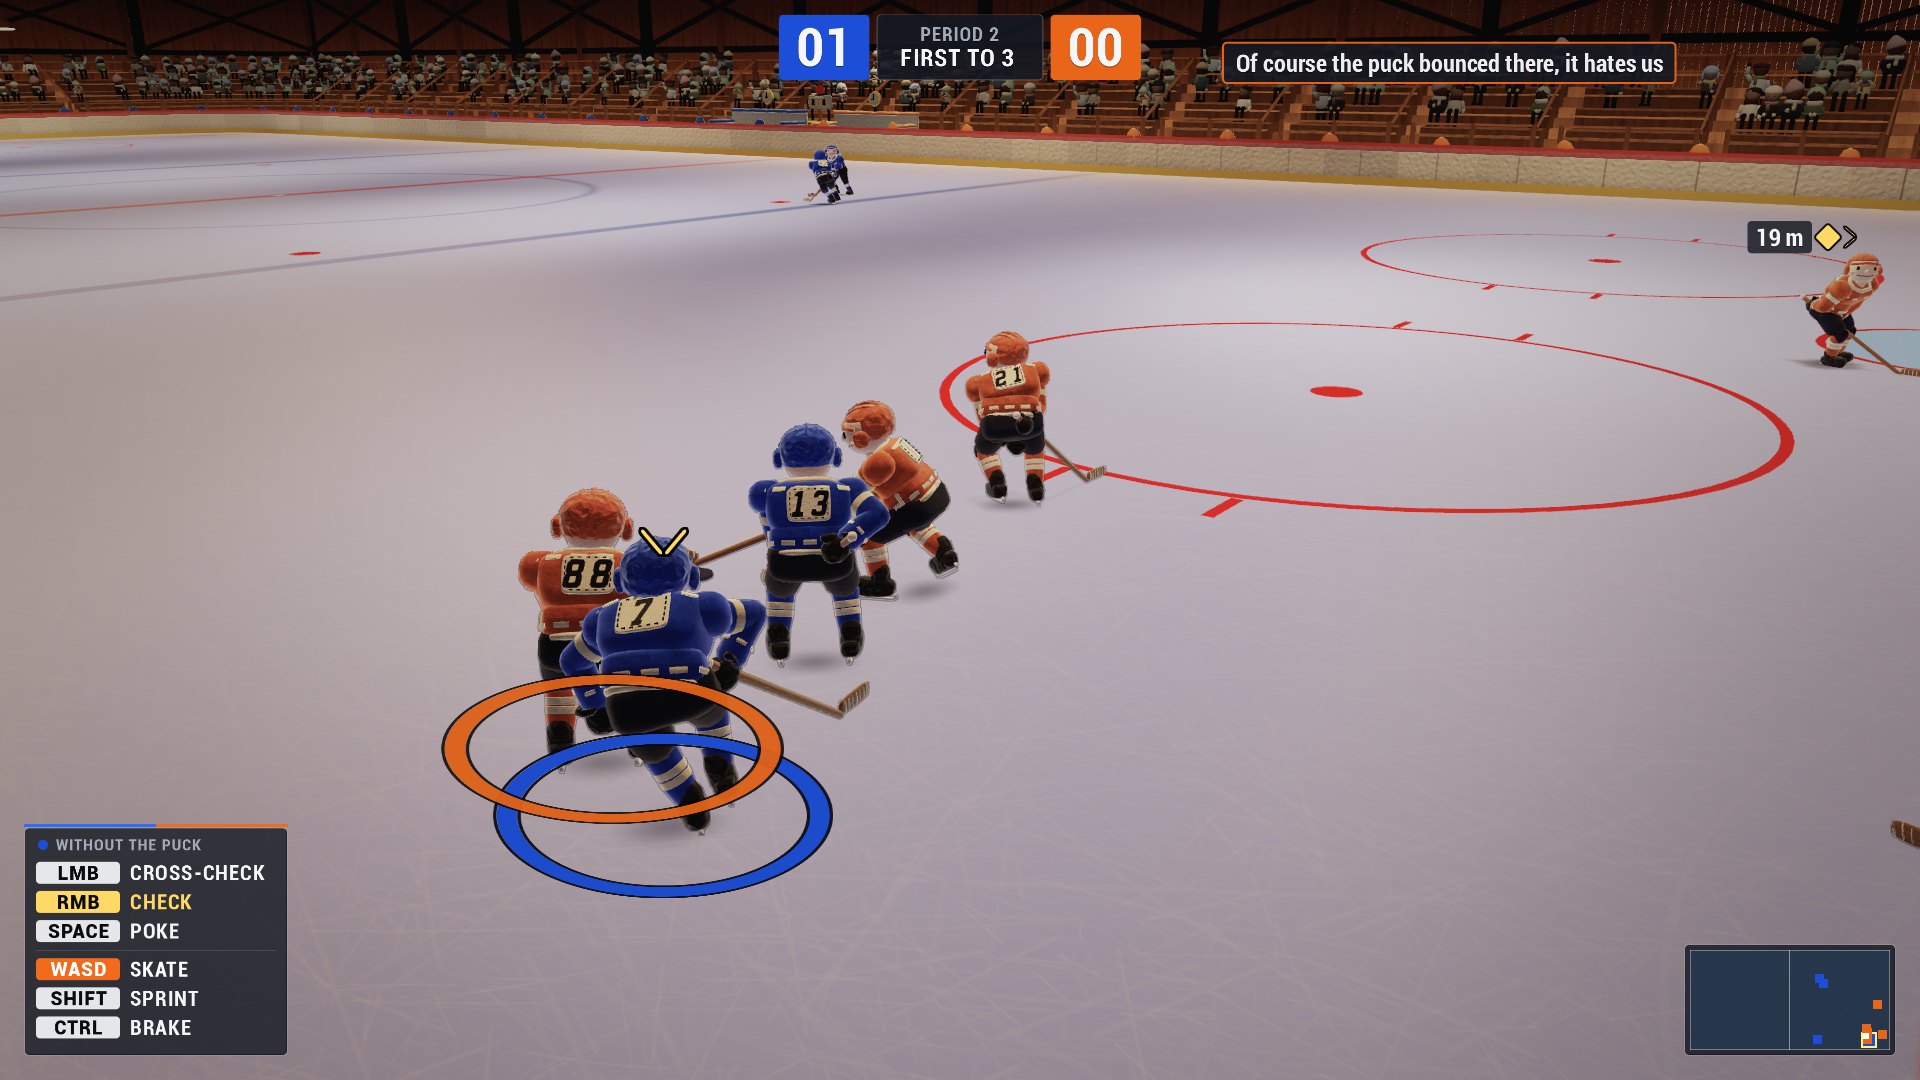 01
PERIOD 2
FIRST TO 3
00
Of course the puck bounced there, it hates us
19 m
21
13
88
7
WITHOUT THE PUCK
LMB CROSS-CHECK
RMB CHECK
SPACE POKE
WASD SKATE
SHIFT SPRINT
CTRL BRAKE